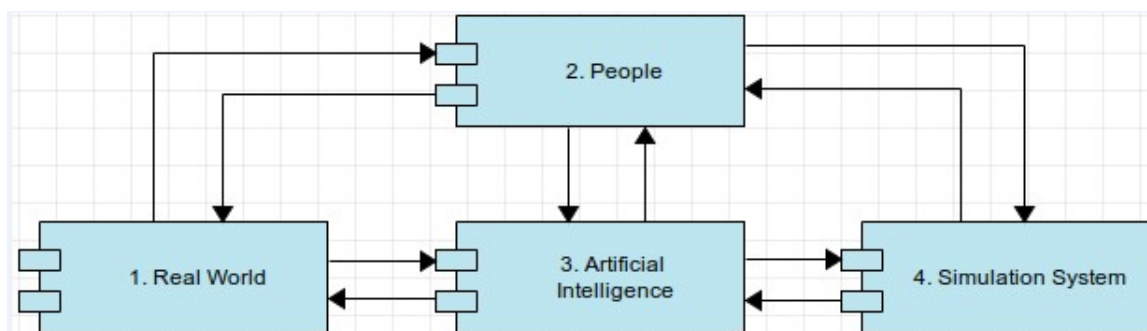 2. People
1. Real World
3. Artificial
Intelligence
4. Simulation System